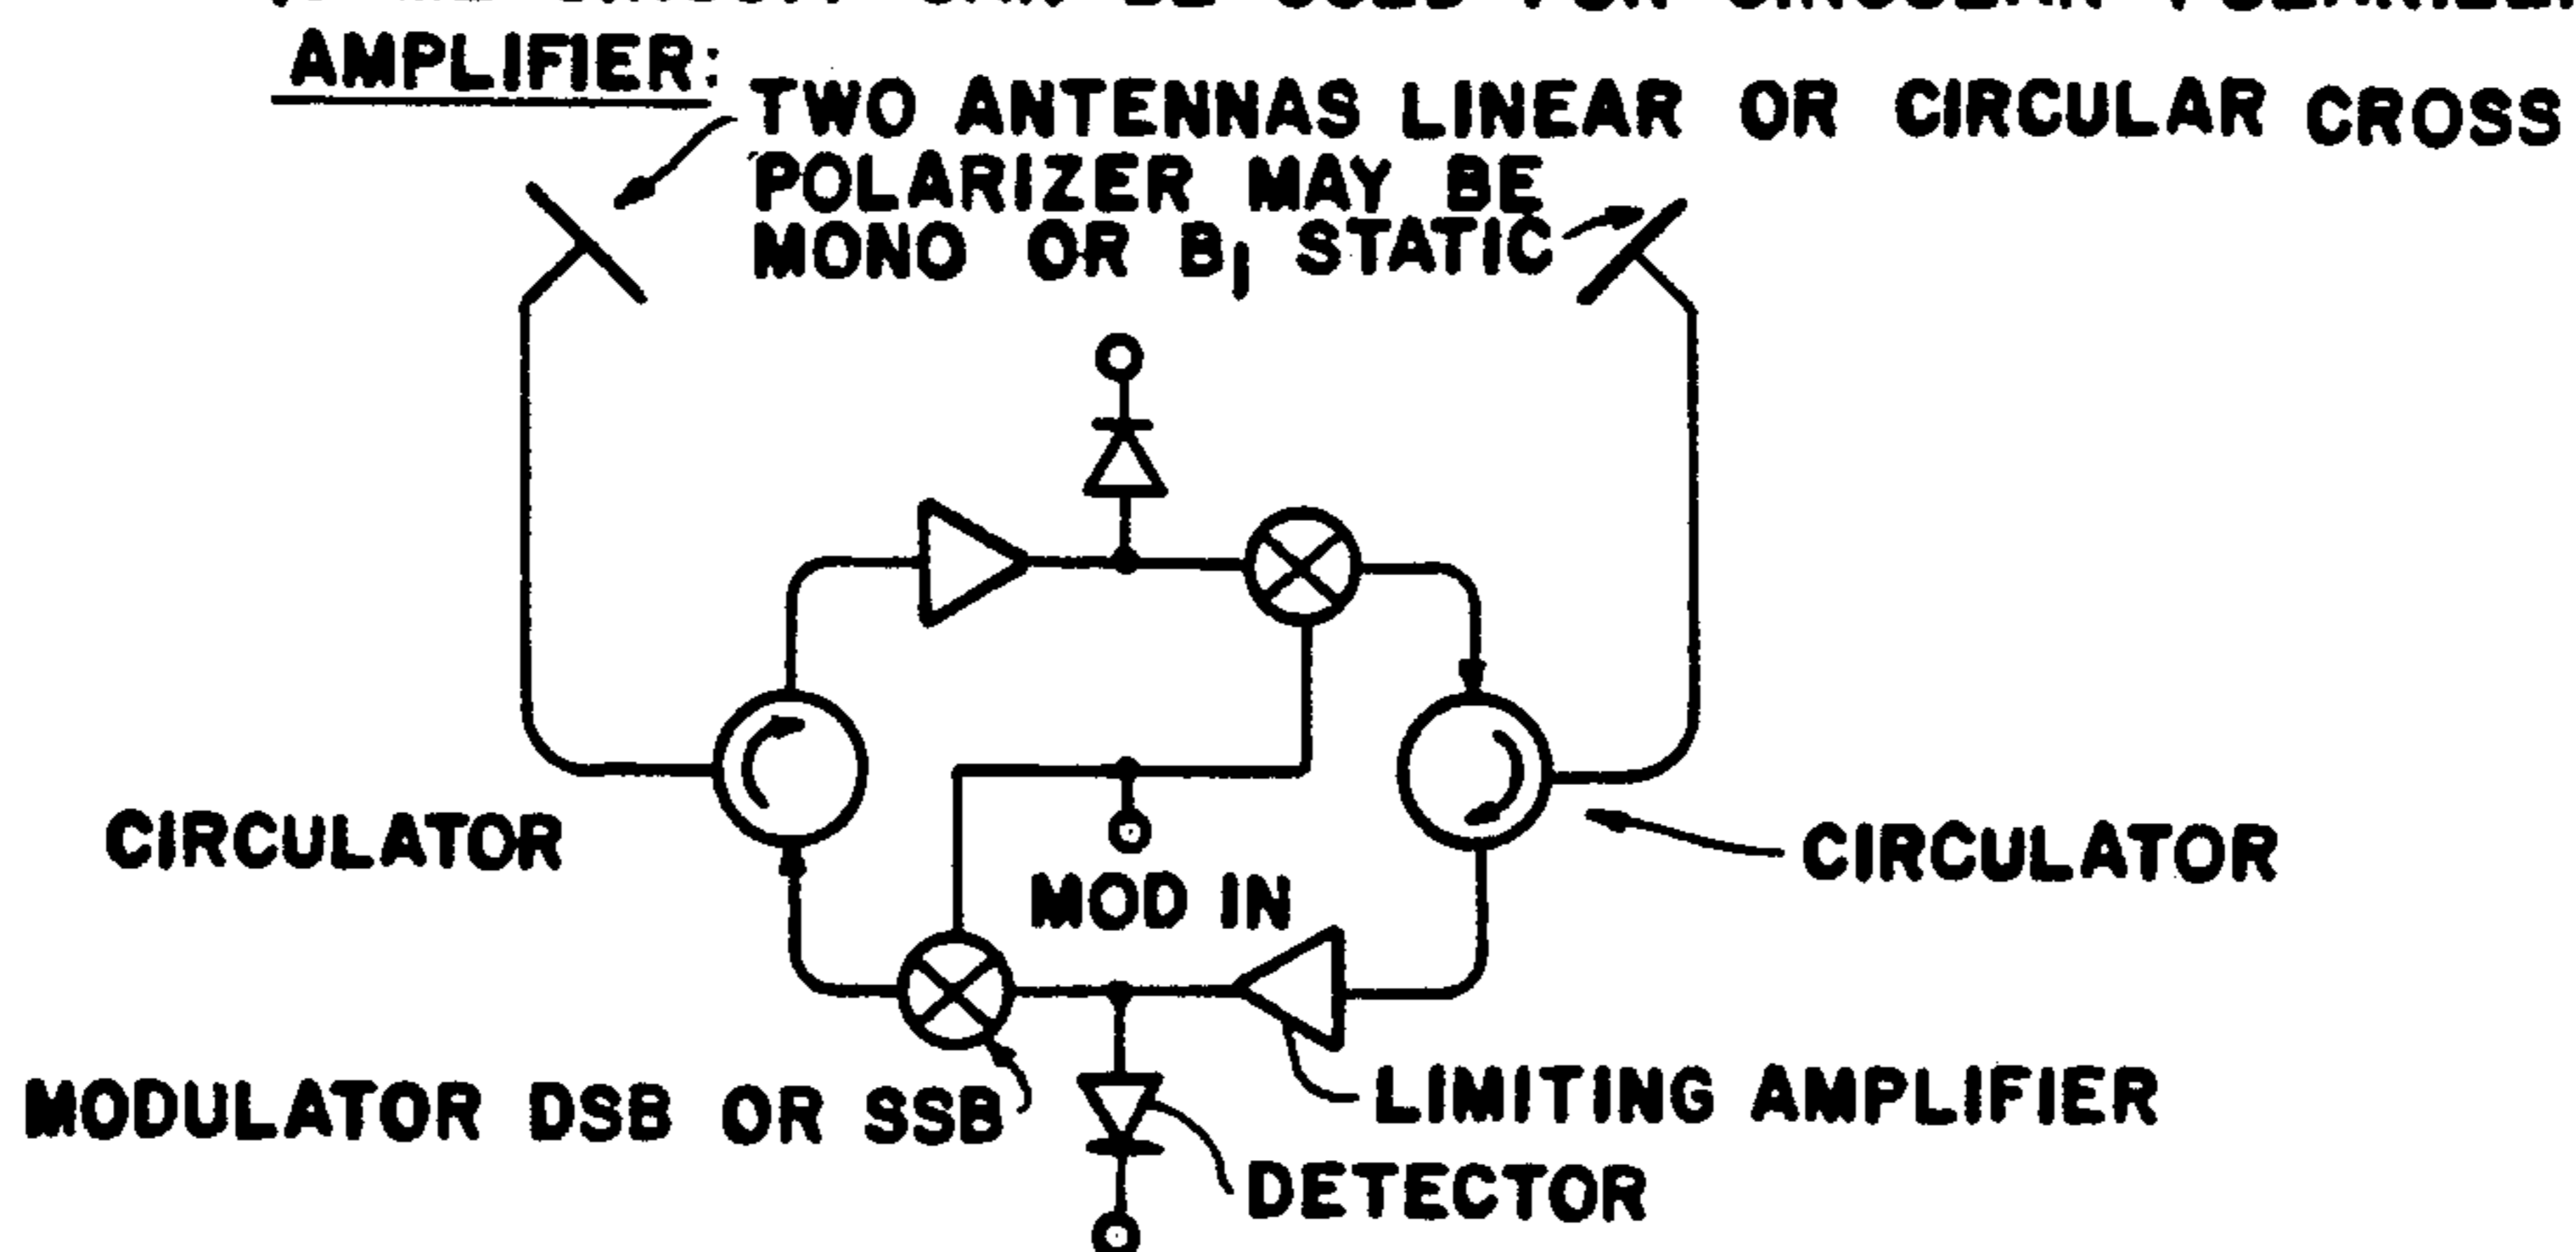 AMPLIFIER:
TWO ANTENNAS LINEAR OR CIRCULAR CROSS
POLARIZER MAY BE
MONO OR BI STATIC
CIRCULATOR
CIRCULATOR
MOD IN
MODULATOR DSB OR SSB
LIMITING AMPLIFIER
DETECTOR